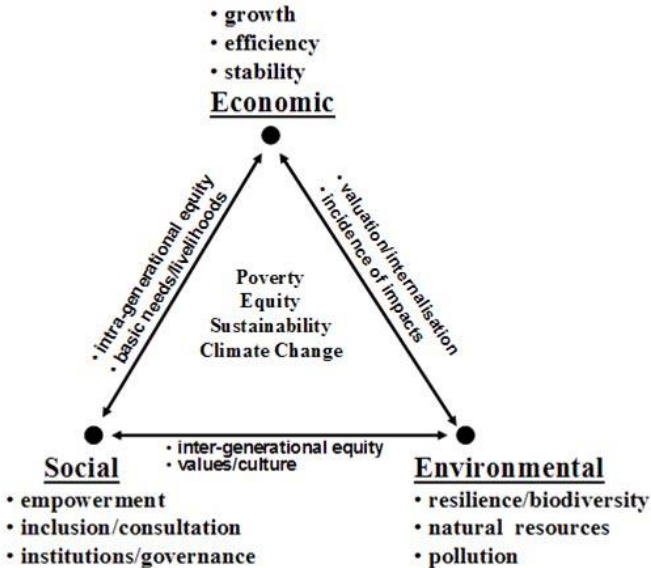 • growth
• efficiency
• stability
Economic
• intra-generational equity
• basic needs/livelihoods
• valuation/internalisation
• incidence of impacts
Poverty
Equity
Sustainability
Climate Change
• inter-generational equity
• values/culture
Social
• empowerment
• inclusion/consultation
• institutions/governance
Environmental
• resilience/biodiversity
• natural resources
• pollution